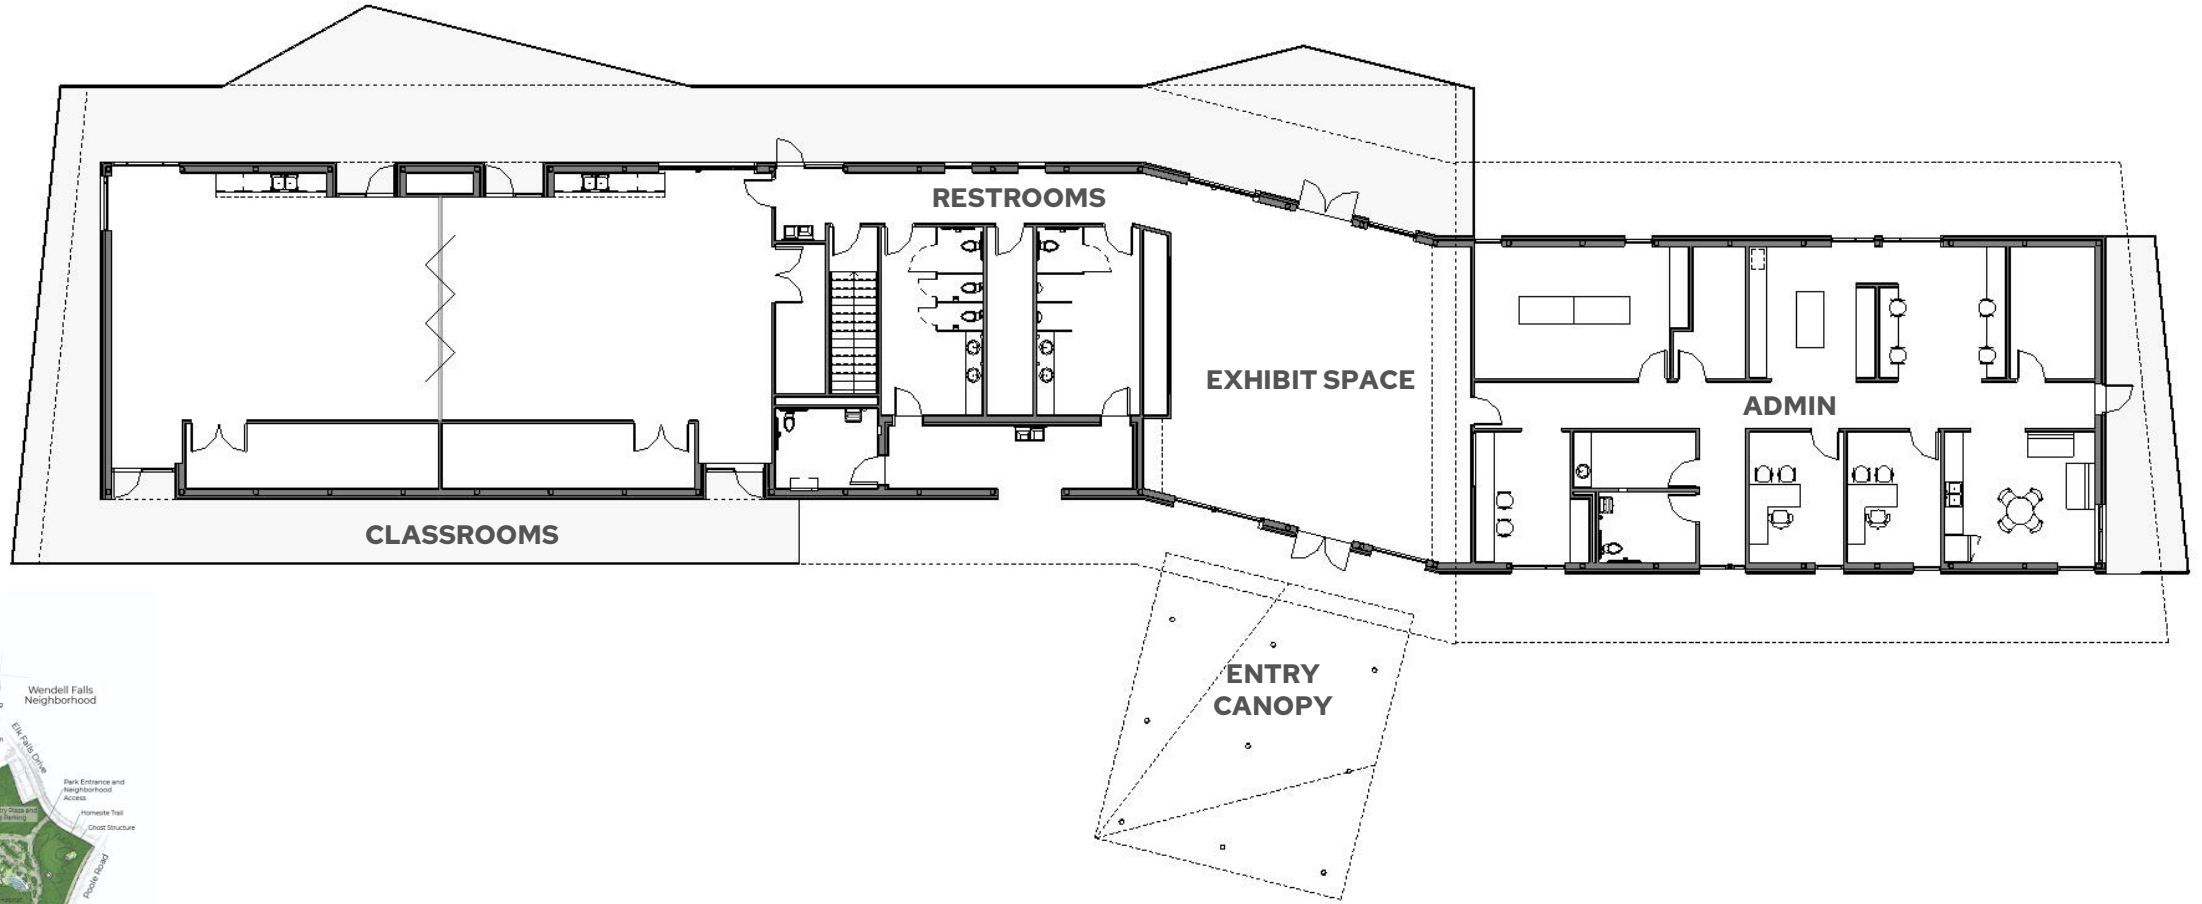 RESTROOMS
EXHIBIT SPACE
ADMIN
CLASSROOMS
ENTRY
CANOPY
Wendell Falls
Neighborhood
Elk Falls Drive
Park Entrance and
Neighborhood
Access
Homesite Trail
Ghost Structure
Poole Road